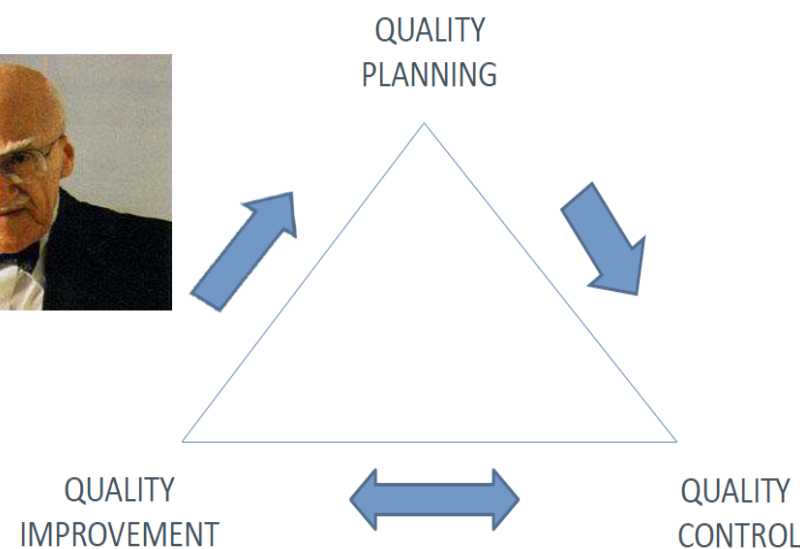 QUALITY
PLANNING
QUALITY
IMPROVEMENT
QUALITY
CONTROL